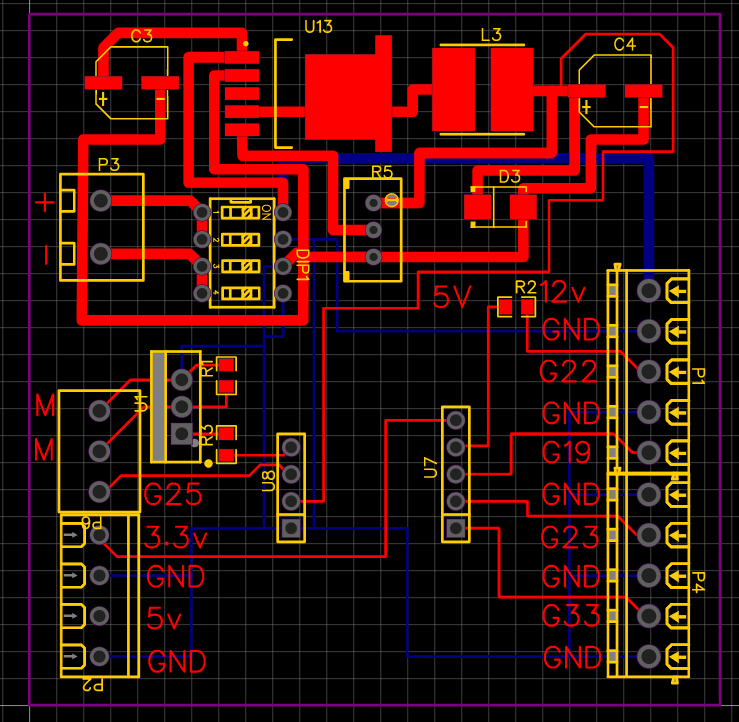 U13
C3
L3
C4
+
-
+
-
P3
R5
D3
+
ON
1
2
3
4
DIP1
-
5V
R2
12v
GND
G22
P1
GND
R1
U1
M
G19
M
R3
U7
U8
G25
GND
P6
3.3v
G23
GND
GND
P4
5v
G33
GND
GND
P2